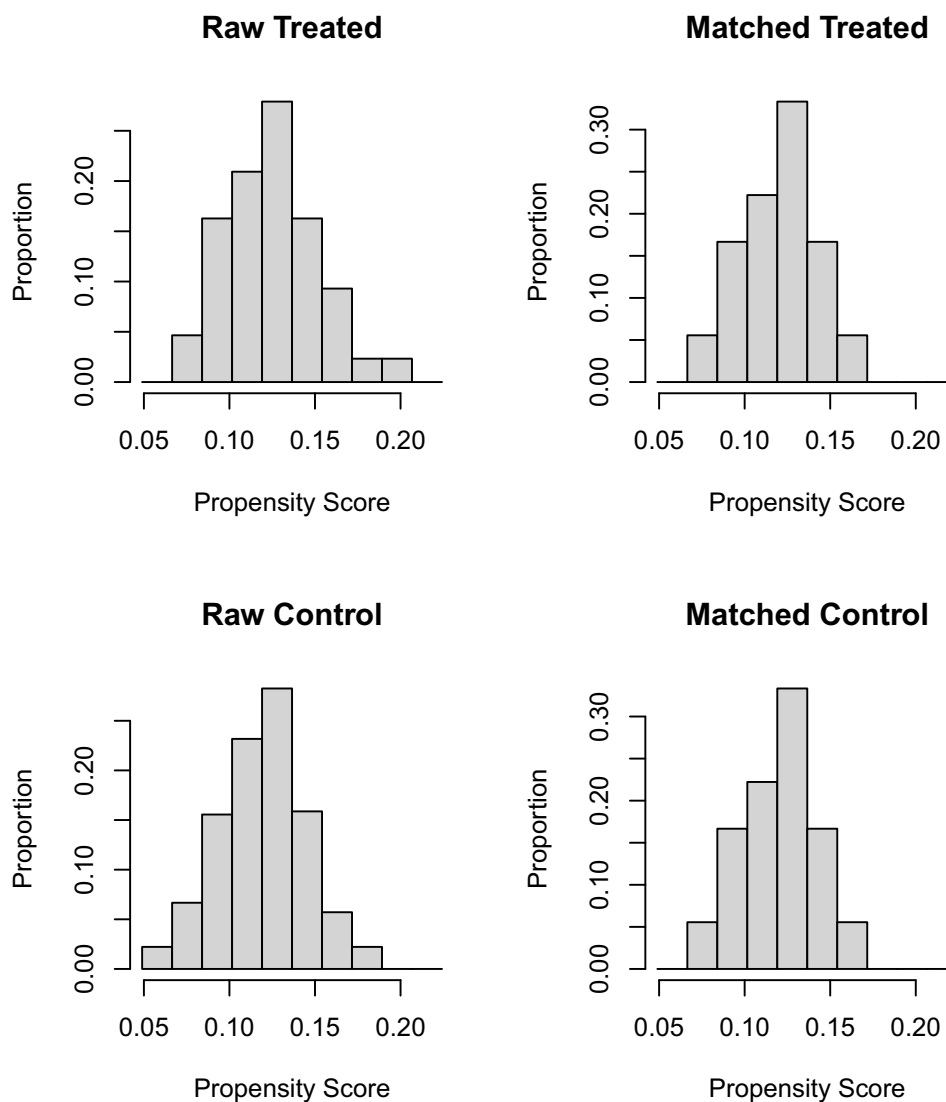 Raw Treated
Proportion
0.00 0.10 0.20
0.05 0.10 0.15 0.20
Propensity Score
Matched Treated
Proportion
0.00 0.10 0.20 0.30
0.05 0.10 0.15 0.20
Propensity Score
Raw Control
Proportion
0.00 0.10 0.20
0.05 0.10 0.15 0.20
Propensity Score
Matched Control
Proportion
0.00 0.10 0.20 0.30
0.05 0.10 0.15 0.20
Propensity Score